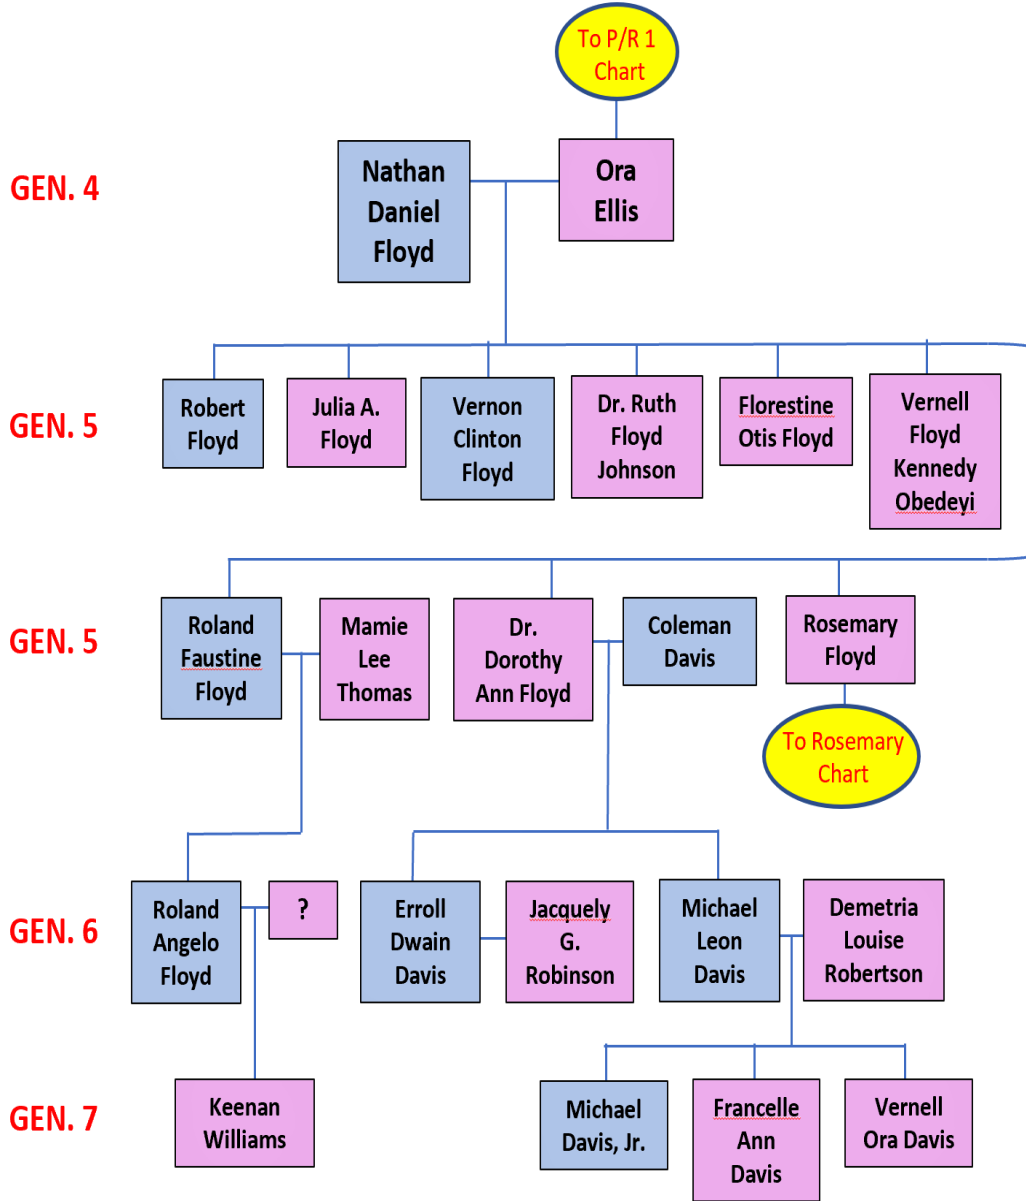 To P/R 1
Chart
GEN. 4
Nathan
Daniel
Floyd
Ora
Ellis
GEN. 5
Robert
Floyd
Julia A.
Floyd
Vernon
Clinton
Floyd
Dr. Ruth
Floyd
Johnson
Florestine
Otis Floyd
Vernell
Floyd
Kennedy
Obedeyi
GEN. 5
Roland
Faustine
Floyd
Mamie
Lee
Thomas
Dr.
Dorothy
Ann Floyd
Coleman
Davis
Rosemary
Floyd
To Rosemary
Chart
GEN. 6
Roland
Angelo
Floyd
?
Erroll
Dwain
Davis
Jacquely
G.
Robinson
Michael
Leon
Davis
Demetria
Louise
Robertson
GEN. 7
Keenan
Williams
Michael
Davis, Jr.
Francelle
Ann
Davis
Vernell
Ora Davis